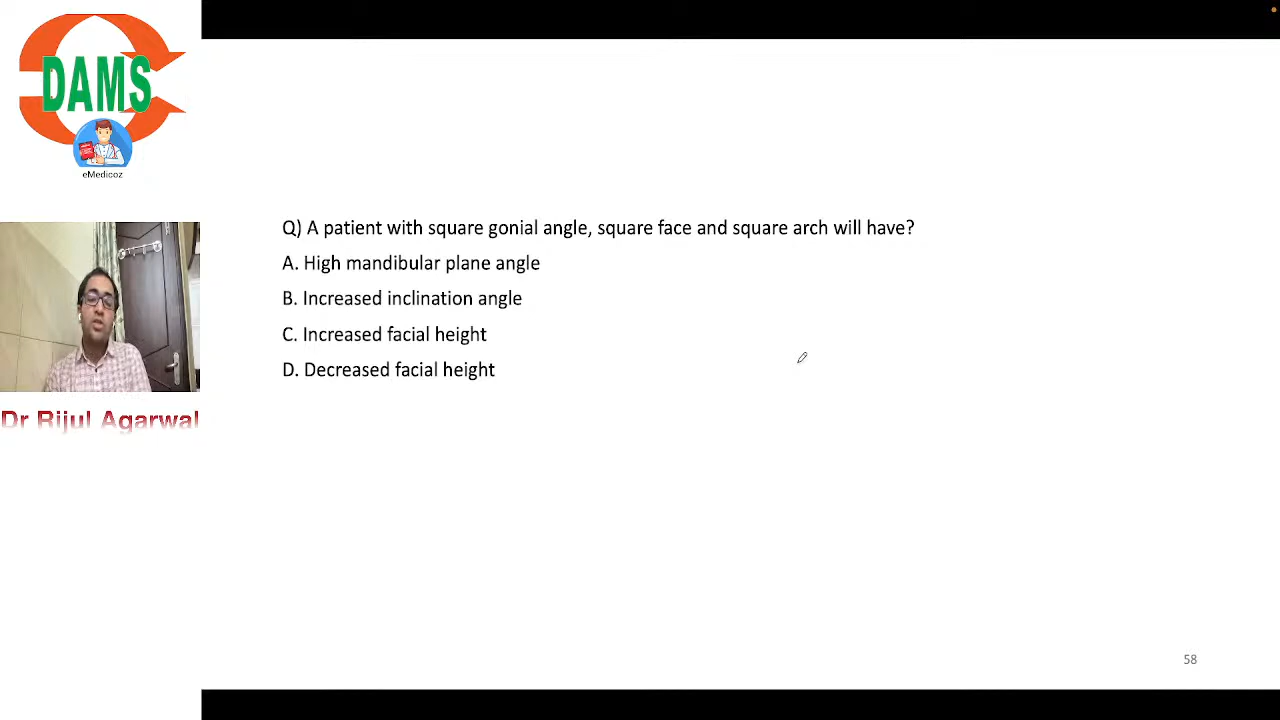 DAMS
eMedicoz
Q) A patient with square gonial angle, square face and square arch will have?
A. High mandibular plane angle
B. Increased inclination angle
C. Increased facial height
D. Decreased facial height
Dr Rijul Agarwal
58